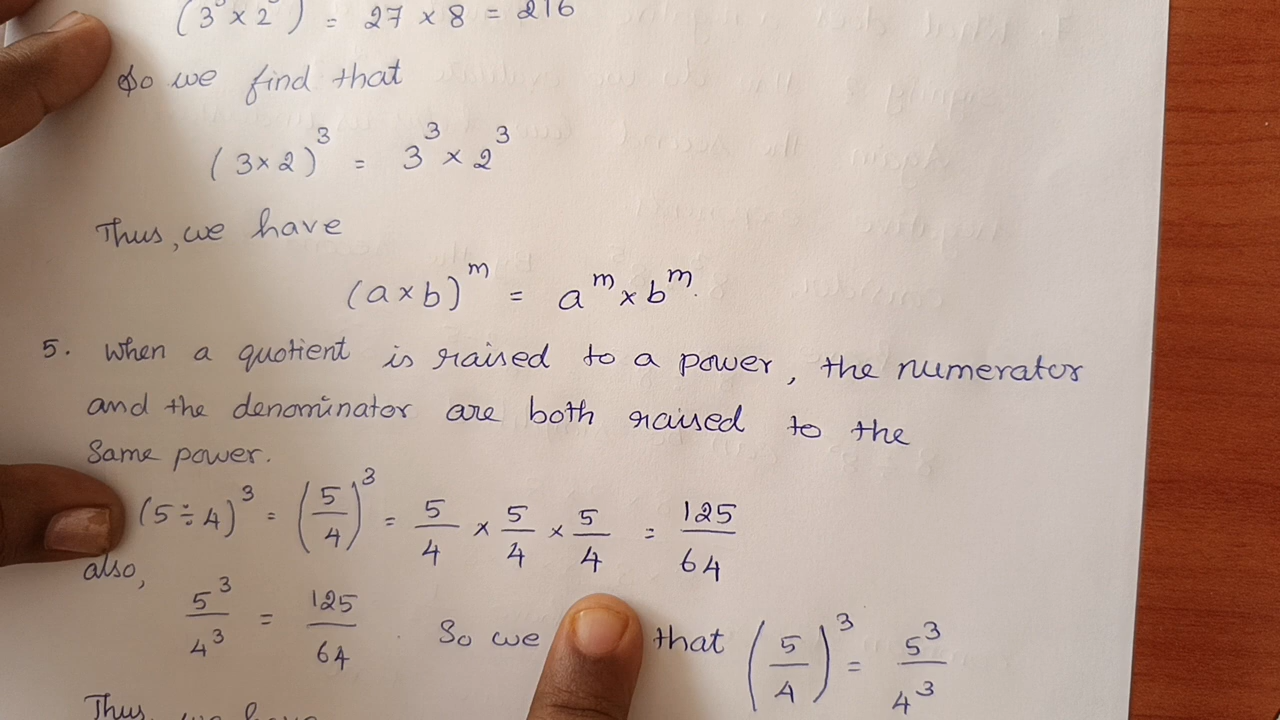 (3³ × 2³) = 27 × 8 = 216
So we find that
(3×2)³ = 3³ × 2³
Thus, we have
(a×b)ᵐ = aᵐ × bᵐ.
5. When a quotient is raised to a power, the numerator
and the denominator are both raised to the
same power.
(5÷4)³ = (5/4)³ = 5/4 × 5/4 × 5/4 = 125/64
also,
5³/4³ = 125/64 . So we that (5/4)³ = 5³/4³
Thus, we have